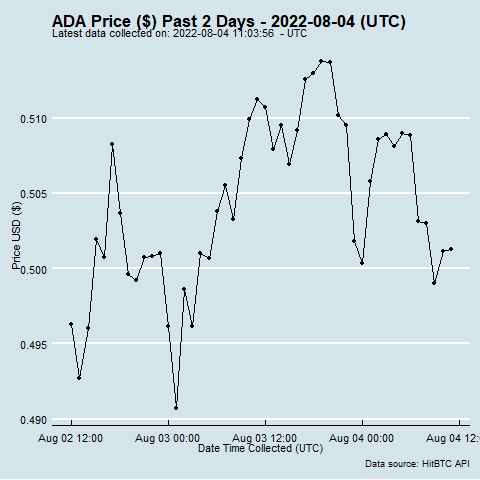 ADA Price ($) Past 2 Days - 2022-08-04 (UTC)
Latest data collected on: 2022-08-04 11:03:56 - UTC
0.510
0.505
0.500
0.495
0.490
Price USD ($)
Aug 02 12:00 Aug 03 00:00 Aug 03 12:00 Aug 04 00:00 Aug 04 12:00
Date Time Collected (UTC)
Data source: HitBTC API